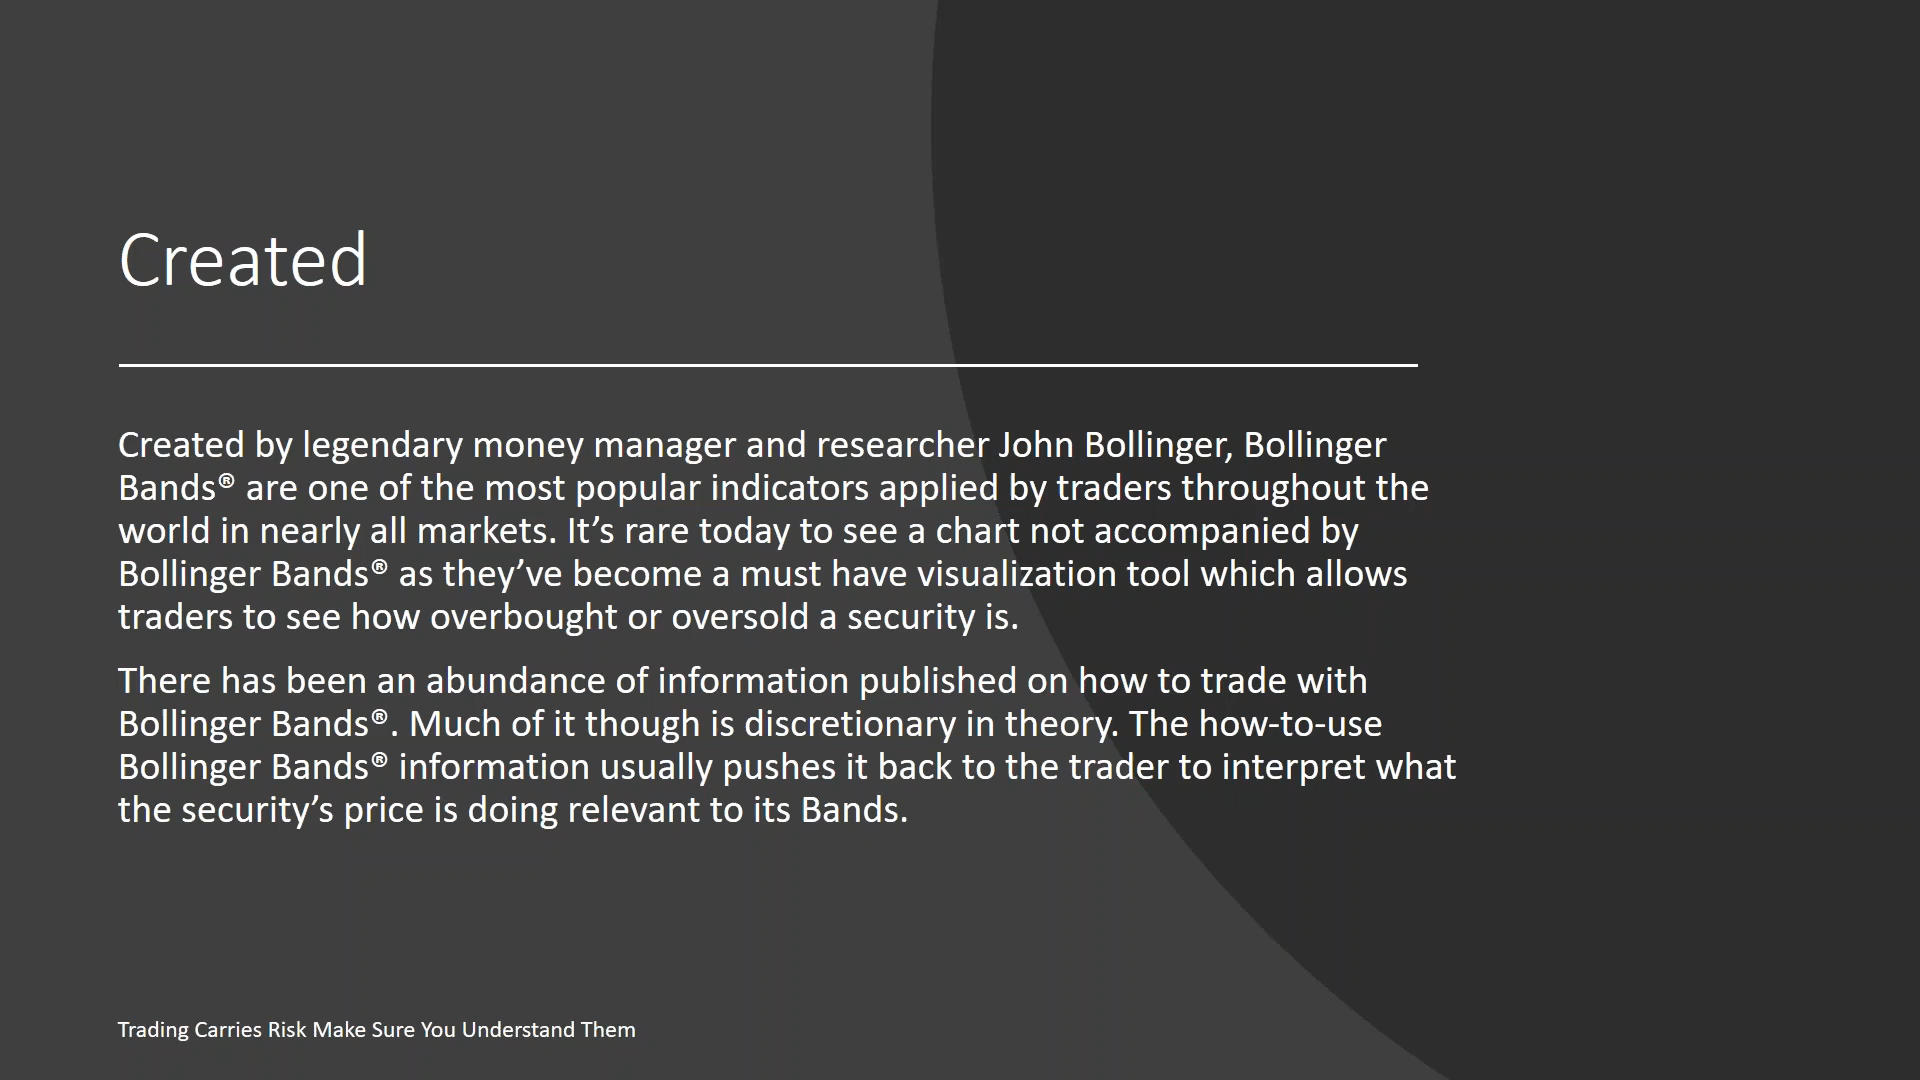 Created
Created by legendary money manager and researcher John Bollinger, Bollinger
Bands® are one of the most popular indicators applied by traders throughout the
world in nearly all markets. It’s rare today to see a chart not accompanied by
Bollinger Bands® as they’ve become a must have visualization tool which allows
traders to see how overbought or oversold a security is.
There has been an abundance of information published on how to trade with
Bollinger Bands®. Much of it though is discretionary in theory. The how-to-use
Bollinger Bands® information usually pushes it back to the trader to interpret what
the security’s price is doing relevant to its Bands.
Trading Carries Risk Make Sure You Understand Them